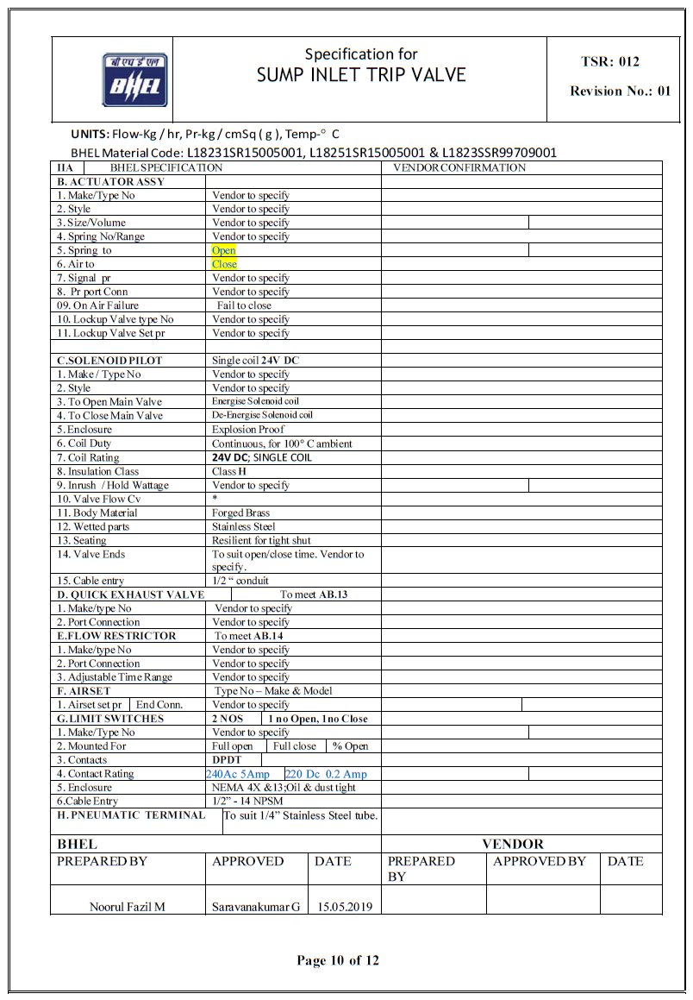 बी एच ई एल
BHEL
Specification for
SUMP INLET TRIP VALVE
TSR: 012
Revision No.: 01
UNITS: Flow-Kg / hr, Pr-kg / cmSq ( g ), Temp-° C
BHEL Material Code: L18231SR15005001, L18251SR15005001 & L1823SSR99709001
IIA BHEL SPECIFICATION VENDOR CONFIRMATION
B. ACTUATOR ASSY
1. Make/Type No Vendor to specify
2. Style Vendor to specify
3. Size/Volume Vendor to specify
4. Spring No/Range Vendor to specify
5. Spring to Open
6. Air to Close
7. Signal pr Vendor to specify
8. Pr port Conn Vendor to specify
09. On Air Failure Fail to close
10. Lockup Valve type No Vendor to specify
11. Lockup Valve Set pr Vendor to specify
C.SOLENOID PILOT Single coil 24V DC
1. Make / Type No Vendor to specify
2. Style Vendor to specify
3. To Open Main Valve Energise Solenoid coil
4. To Close Main Valve De-Energise Solenoid coil
5. Enclosure Explosion Proof
6. Coil Duty Continuous, for 100° C ambient
7. Coil Rating 24V DC; SINGLE COIL
8. Insulation Class Class H
9. Inrush / Hold Wattage Vendor to specify
10. Valve Flow Cv *
11. Body Material Forged Brass
12. Wetted parts Stainless Steel
13. Seating Resilient for tight shut
14. Valve Ends To suit open/close time. Vendor to
specify.
15. Cable entry 1/2 “ conduit
D. QUICK EXHAUST VALVE To meet AB.13
1. Make/type No Vendor to specify
2. Port Connection Vendor to specify
E.FLOW RESTRICTOR To meet AB.14
1. Make/type No Vendor to specify
2. Port Connection Vendor to specify
3. Adjustable Time Range Vendor to specify
F. AIRSET Type No – Make & Model
1. Airset set pr End Conn. Vendor to specify
G.LIMIT SWITCHES 2 NOS 1 no Open, 1no Close
1. Make/Type No Vendor to specify
2. Mounted For Full open Full close % Open
3. Contacts DPDT
4. Contact Rating 240Ac 5Amp 220 Dc 0.2 Amp
5. Enclosure NEMA 4X &13;Oil & dust tight
6.Cable Entry 1/2” - 14 NPSM
H. PNEUMATIC TERMINAL To suit 1/4” Stainless Steel tube.
BHEL VENDOR
PREPARED BY APPROVED DATE PREPARED APPROVED BY DATE
BY
Noorul Fazil M Saravanakumar G 15.05.2019
Page 10 of 12